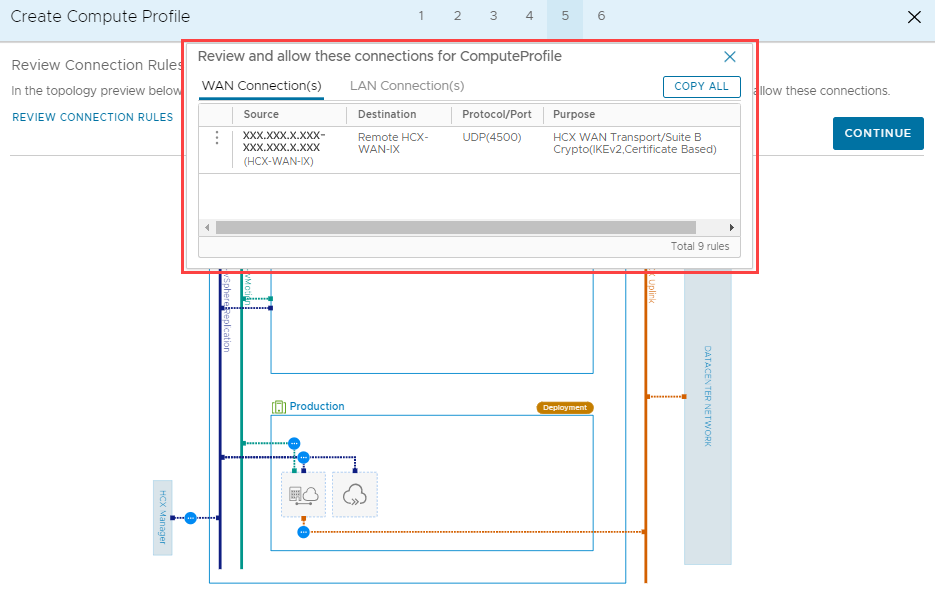 Create Compute Profile
1 2 3 4 5 6
Review Connection Rules
In the topology preview below
allow these connections.
REVIEW CONNECTION RULES
CONTINUE
Review and allow these connections for ComputeProfile
WAN Connection(s) LAN Connection(s)
COPY ALL
Source Destination Protocol/Port Purpose
XXX.XXX.X.XXX-
XXX.XXX.X.XXX
(HCX-WAN-IX)
Remote HCX-
WAN-IX
UDP(4500)
HCX WAN Transport/Suite B
Crypto(IKEv2,Certificate Based)
Total 9 rules
vSphereReplication
vMotion
Uplink
DATACENTER NETWORK
Production
Deployment
HCX Manager